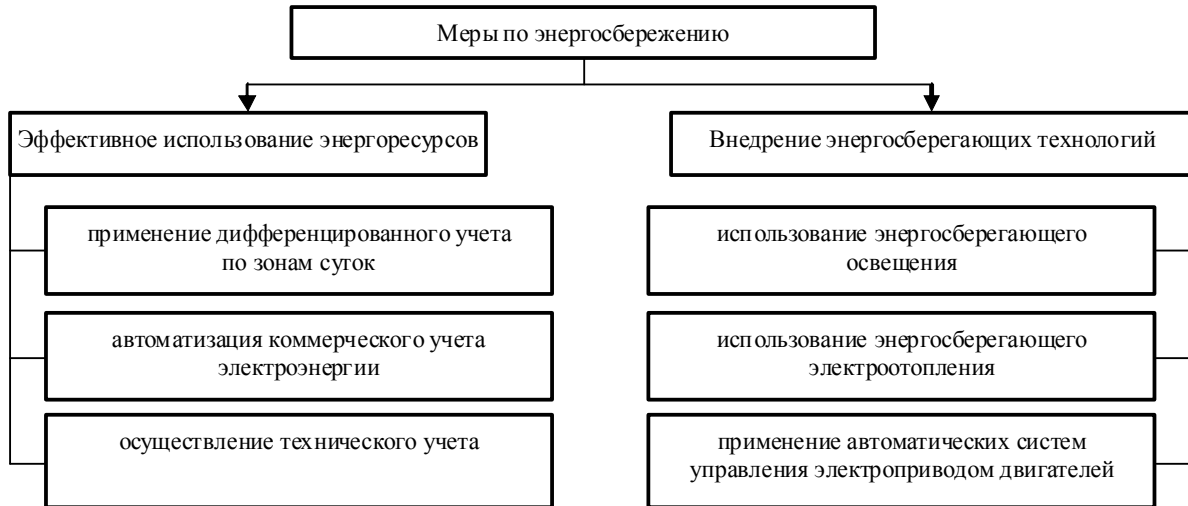 Меры по энергосбережению
Эффективное использование энергоресурсов
Внедрение энергосберегающих технологий
применение дифференцированного учета
по зонам суток
использование энергосберегающего
освещения
автоматизация коммерческого учета
электроэнергии
использование энергосберегающего
электроотопления
осуществление технического учета
применение автоматических систем
управления электроприводом двигателей